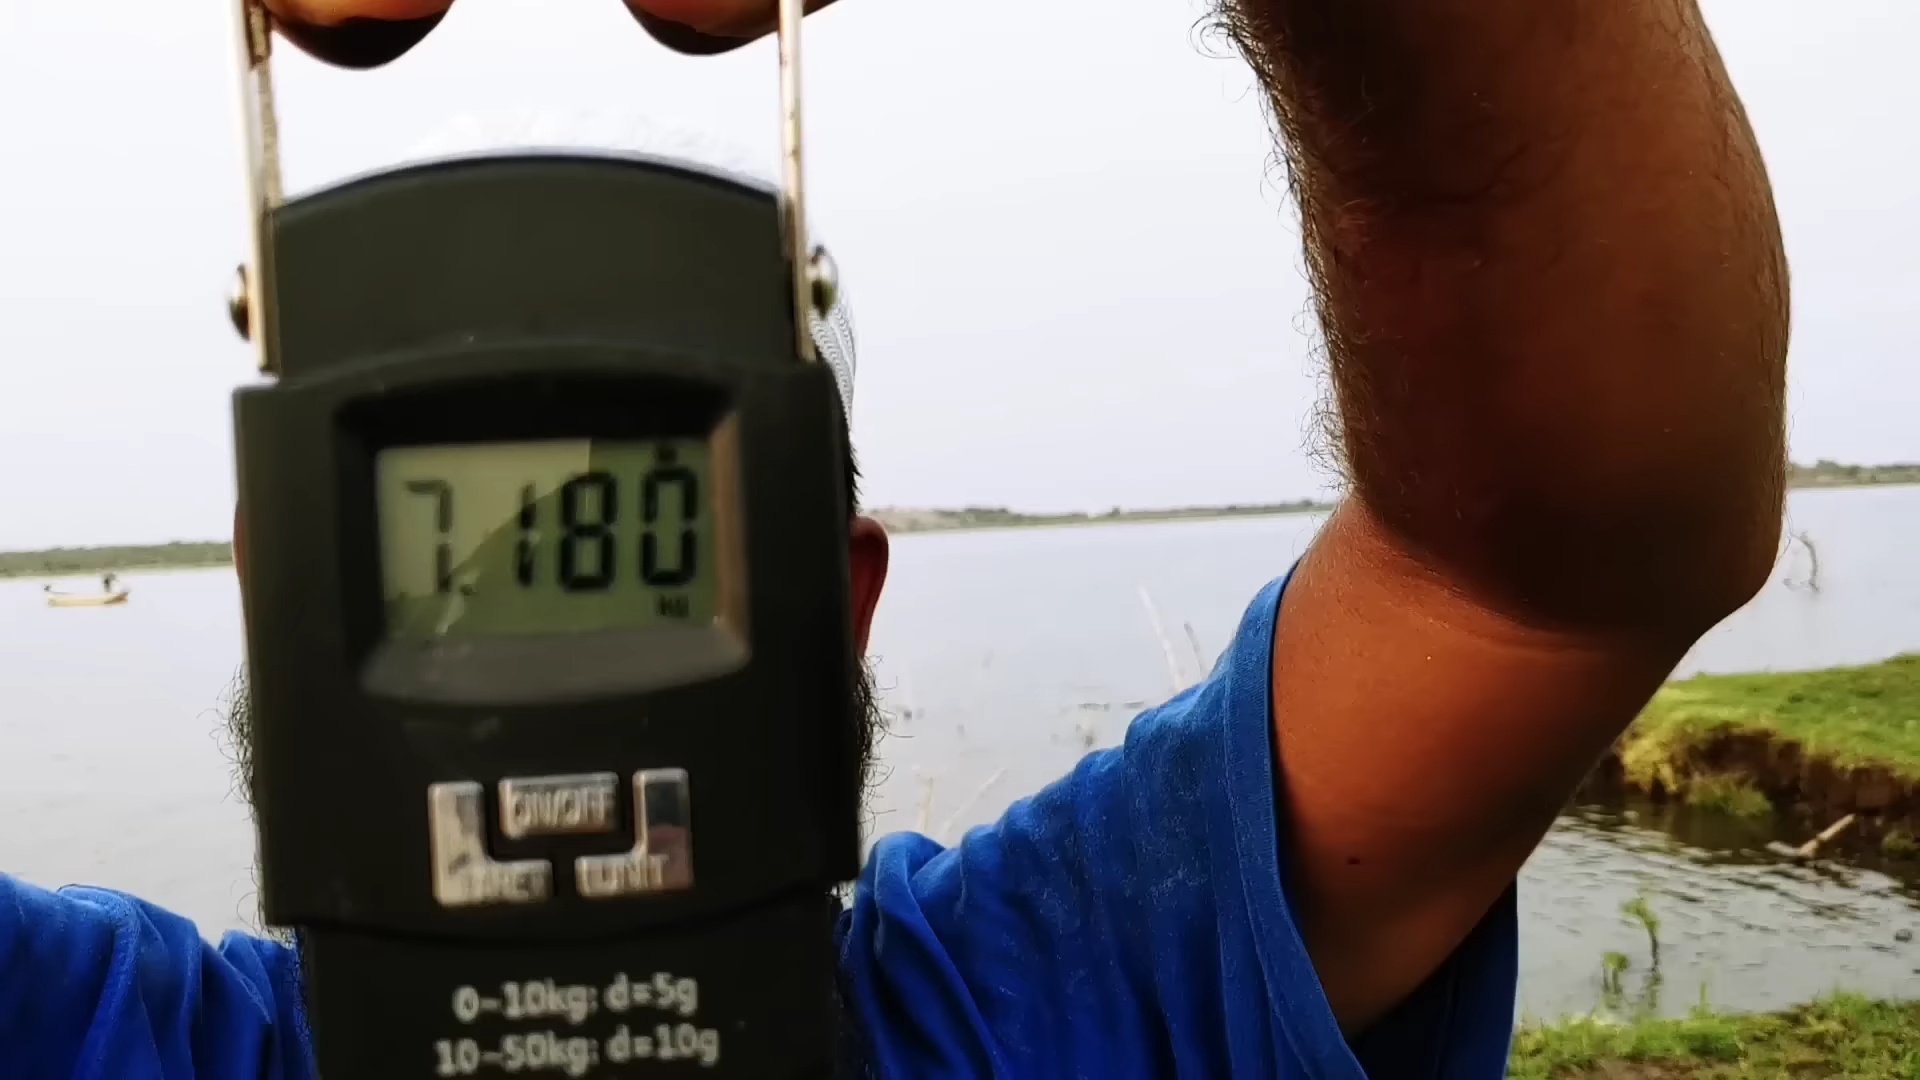 7.180
kg
ON/OFF
TARE UNIT
0~10kg: d=5g
10~50kg: d=10g